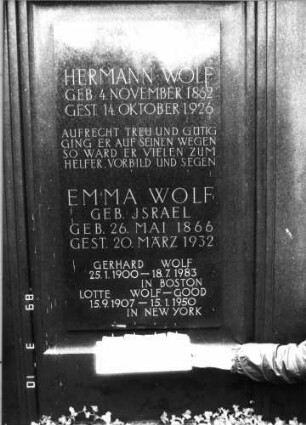 HERMANN WOLF
GEB. 4. NOVEMBER 1862
GEST. 14. OKTOBER 1926
AUFRECHT TREU UND GÜTIG
GING ER AUF SEINEN WEGEN
SO WARD ER VIELEN ZUM
HELFER, VORBILD UND SEGEN
EMMA WOLF
GEB. JSRAEL
GEB. 26. MAI 1866
GEST. 20. MÄRZ 1932
GERHARD WOLF
25.1.1900—18.7.1983
IN BOSTON
LOTTE WOLF—GOOD
15.9.1907—15.1.1950
IN NEW YORK
01 E 68